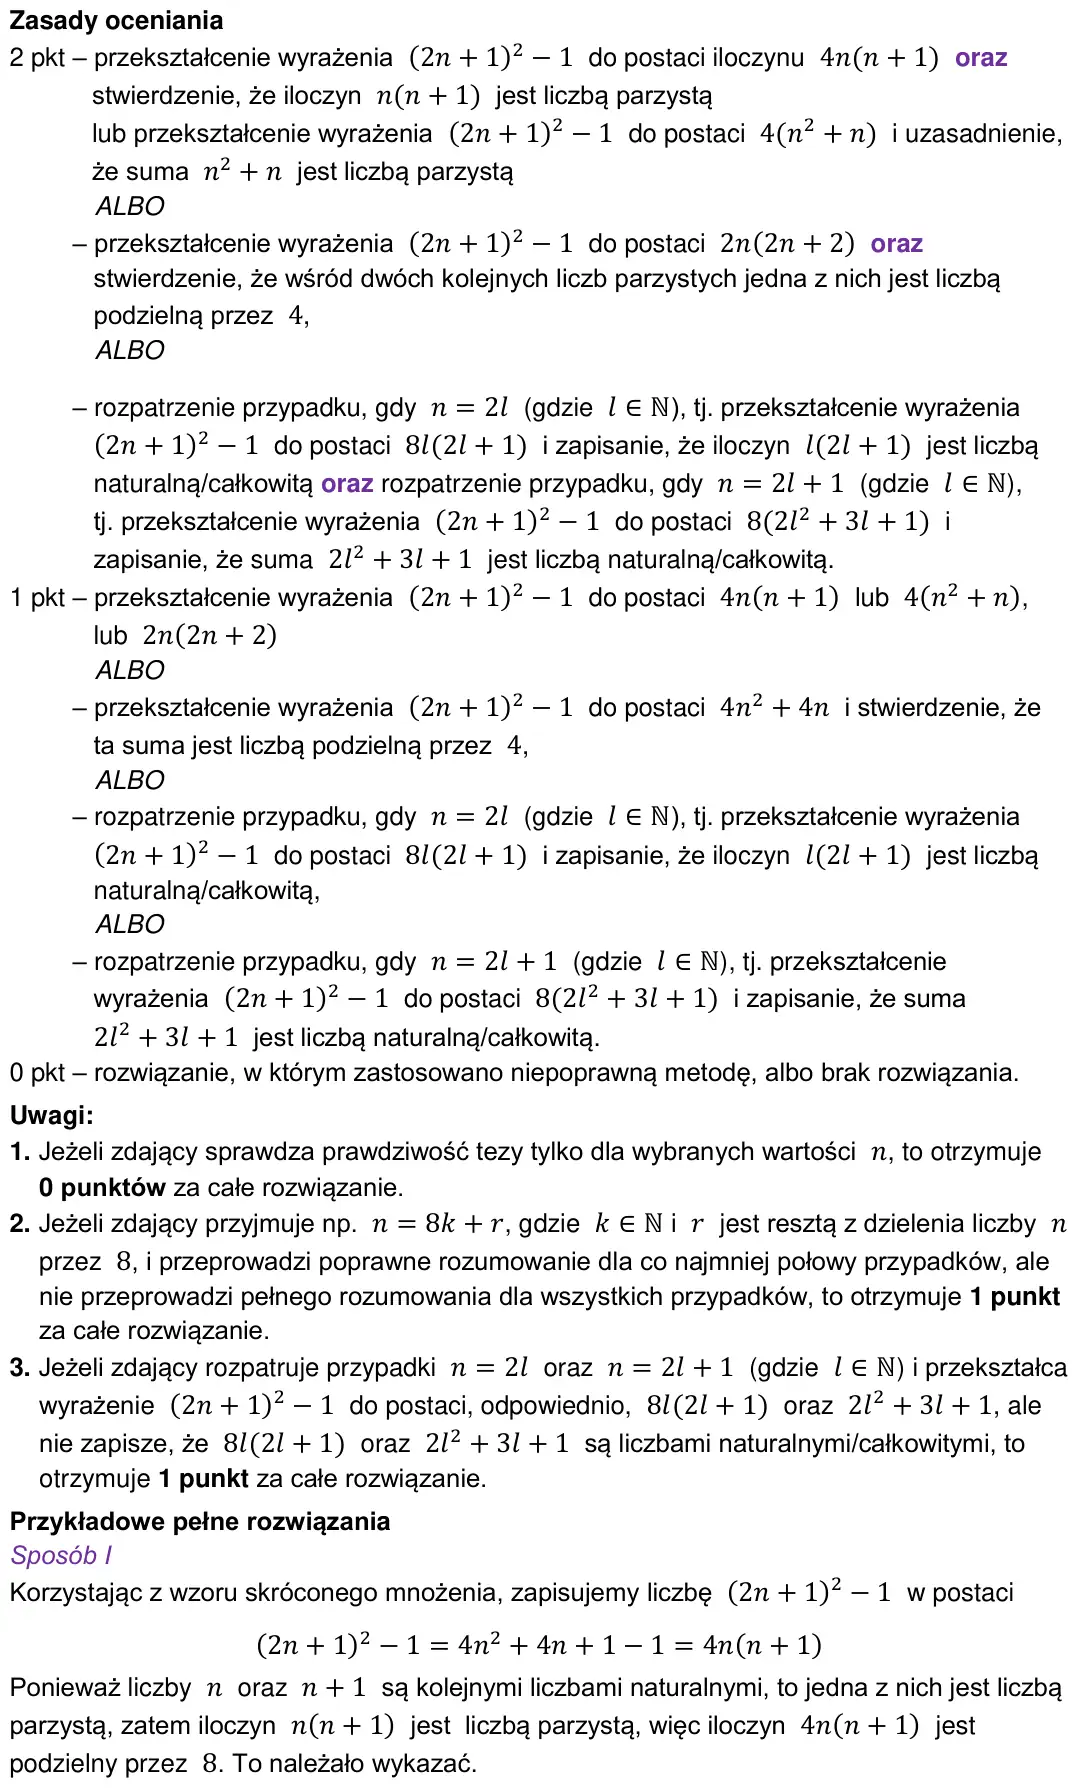 Zasady oceniania
2 pkt – przekształcenie wyrażenia (2n + 1)² − 1 do postaci iloczynu 4n(n + 1) oraz
stwierdzenie, że iloczyn n(n + 1) jest liczbą parzystą
lub przekształcenie wyrażenia (2n + 1)² − 1 do postaci 4(n² + n) i uzasadnienie,
że suma n² + n jest liczbą parzystą
ALBO
– przekształcenie wyrażenia (2n + 1)² − 1 do postaci 2n(2n + 2) oraz
stwierdzenie, że wśród dwóch kolejnych liczb parzystych jedna z nich jest liczbą
podzielną przez 4,
ALBO
– rozpatrzenie przypadku, gdy n = 2l (gdzie l ∈ ℕ), tj. przekształcenie wyrażenia
(2n + 1)² − 1 do postaci 8l(2l + 1) i zapisanie, że iloczyn l(2l + 1) jest liczbą
naturalną/całkowitą oraz rozpatrzenie przypadku, gdy n = 2l + 1 (gdzie l ∈ ℕ),
tj. przekształcenie wyrażenia (2n + 1)² − 1 do postaci 8(2l² + 3l + 1) i
zapisanie, że suma 2l² + 3l + 1 jest liczbą naturalną/całkowitą.
1 pkt – przekształcenie wyrażenia (2n + 1)² − 1 do postaci 4n(n + 1) lub 4(n² + n),
lub 2n(2n + 2)
ALBO
– przekształcenie wyrażenia (2n + 1)² − 1 do postaci 4n² + 4n i stwierdzenie, że
ta suma jest liczbą podzielną przez 4,
ALBO
– rozpatrzenie przypadku, gdy n = 2l (gdzie l ∈ ℕ), tj. przekształcenie wyrażenia
(2n + 1)² − 1 do postaci 8l(2l + 1) i zapisanie, że iloczyn l(2l + 1) jest liczbą
naturalną/całkowitą,
ALBO
– rozpatrzenie przypadku, gdy n = 2l + 1 (gdzie l ∈ ℕ), tj. przekształcenie
wyrażenia (2n + 1)² − 1 do postaci 8(2l² + 3l + 1) i zapisanie, że suma
2l² + 3l + 1 jest liczbą naturalną/całkowitą.
0 pkt – rozwiązanie, w którym zastosowano niepoprawną metodę, albo brak rozwiązania.
Uwagi:
1. Jeżeli zdający sprawdza prawdziwość tezy tylko dla wybranych wartości n, to otrzymuje
0 punktów za całe rozwiązanie.
2. Jeżeli zdający przyjmuje np. n = 8k + r, gdzie k ∈ ℕ i r jest resztą z dzielenia liczby n
przez 8, i przeprowadzi poprawne rozumowanie dla co najmniej połowy przypadków, ale
nie przeprowadzi pełnego rozumowania dla wszystkich przypadków, to otrzymuje 1 punkt
za całe rozwiązanie.
3. Jeżeli zdający rozpatruje przypadki n = 2l oraz n = 2l + 1 (gdzie l ∈ ℕ) i przekształca
wyrażenie (2n + 1)² − 1 do postaci, odpowiednio, 8l(2l + 1) oraz 2l² + 3l + 1, ale
nie zapisze, że 8l(2l + 1) oraz 2l² + 3l + 1 są liczbami naturalnymi/całkowitymi, to
otrzymuje 1 punkt za całe rozwiązanie.
Przykładowe pełne rozwiązania
Sposób I
Korzystając z wzoru skróconego mnożenia, zapisujemy liczbę (2n + 1)² − 1 w postaci
(2n + 1)² − 1 = 4n² + 4n + 1 − 1 = 4n(n + 1)
Ponieważ liczby n oraz n + 1 są kolejnymi liczbami naturalnymi, to jedna z nich jest liczbą
parzystą, zatem iloczyn n(n + 1) jest liczbą parzystą, więc iloczyn 4n(n + 1) jest
podzielny przez 8. To należało wykazać.